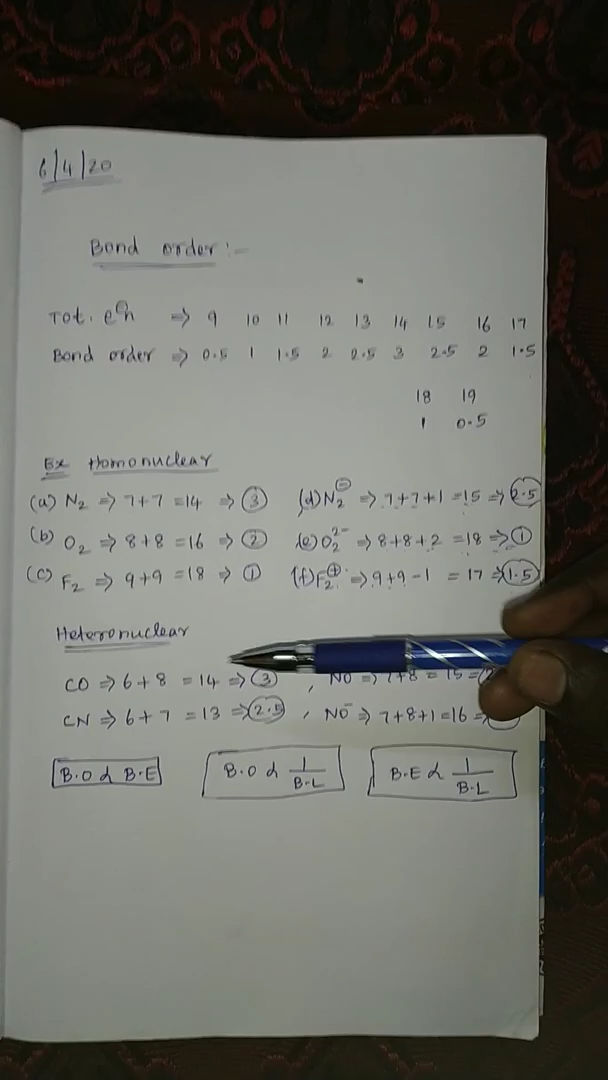 6/4/20
Bond order :-
Tot. e⊖n ⇒ 9 10 11 12 13 14 15 16 17
Bond order ⇒ 0.5 1 1.5 2 2.5 3 2.5 2 1.5
18 19
1 0.5
Ex Homonuclear
(a) N₂ ⇒ 7+7 = 14 ⇒ 3 (d) N₂⊖ ⇒ 7+7+1 = 15 ⇒ 2.5
(b) O₂ ⇒ 8+8 = 16 ⇒ 2 (e) O₂²⁻ ⇒ 8+8+2 = 18 ⇒ 1
(c) F₂ ⇒ 9+9 = 18 ⇒ 1 (f) F₂⊕ ⇒ 9+9-1 = 17 ⇒ 1.5
Heteronuclear
CO ⇒ 6+8 = 14 ⇒ 3 , NO ⇒ 7+8 = 15 ⇒
CN ⇒ 6+7 = 13 ⇒ 2.5 , NO⁻ ⇒ 7+8+1 = 16 ⇒
B.O ∝ B.E B.O ∝ 1/B.L B.E ∝ 1/B.L